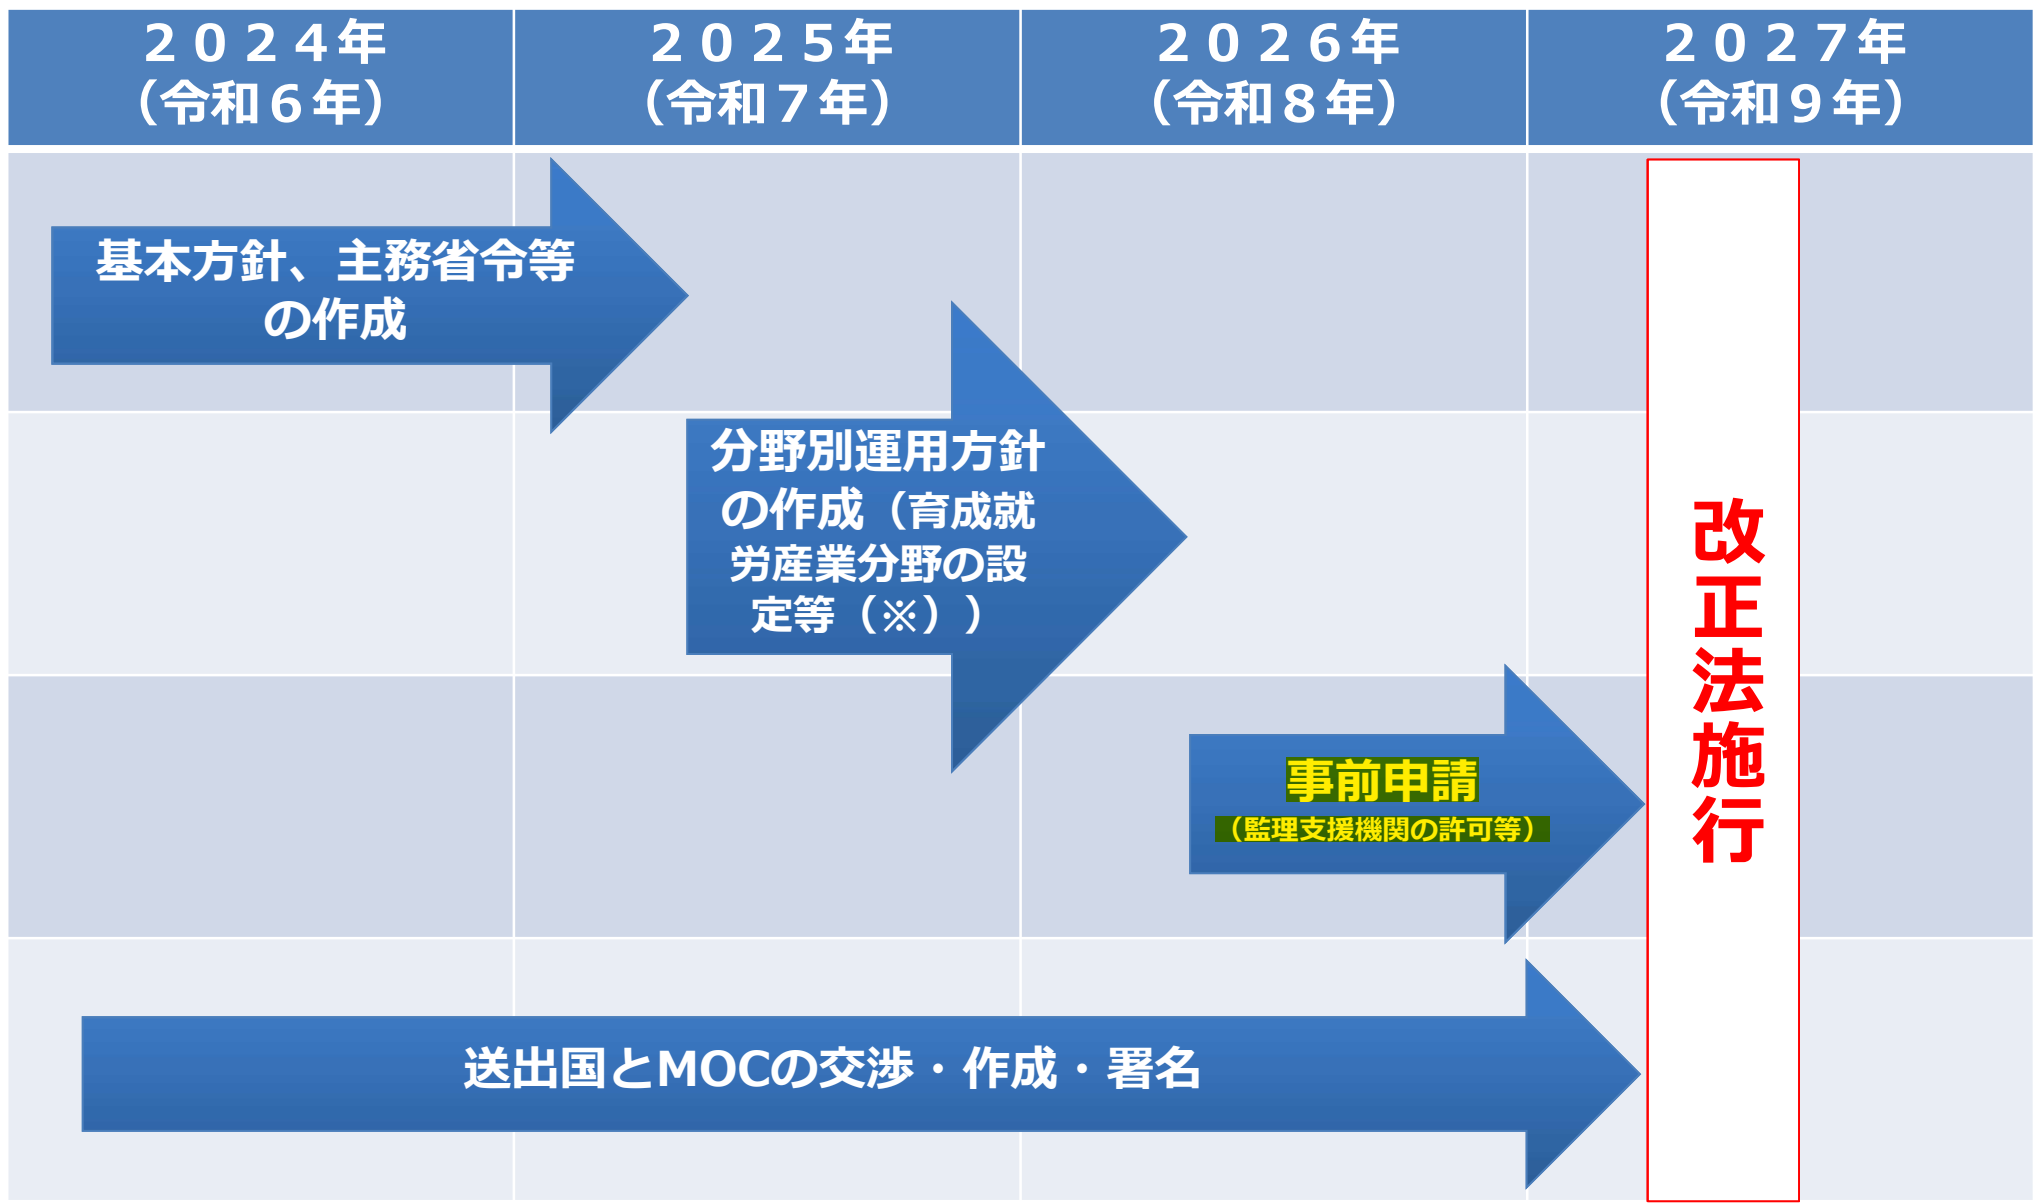 ２０２４年
（令和６年）
２０２５年
（令和７年）
２０２６年
（令和８年）
２０２７年
（令和９年）
基本方針、主務省令等
の作成
分野別運用方針
の作成（育成就
労産業分野の設
定等（※））
事前申請
（監理支援機関の許可等）
送出国とMOCの交渉・作成・署名
改正法施行